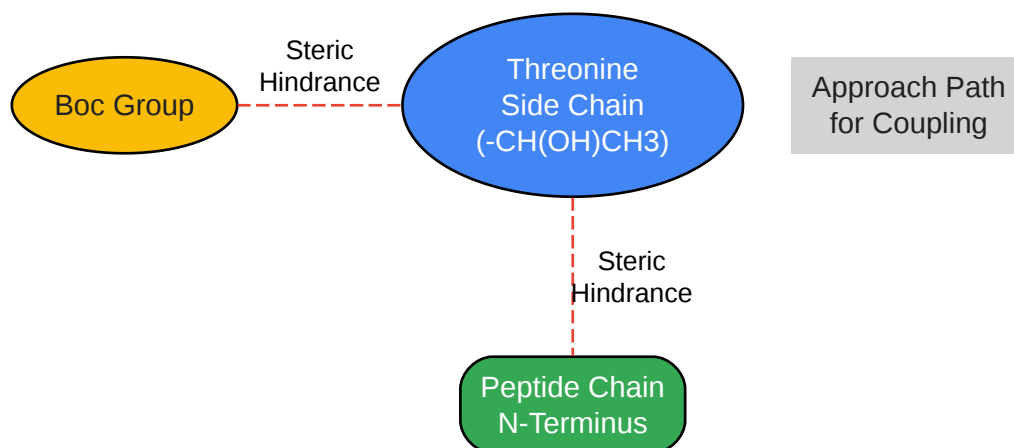 Boc Group
Steric
Hindrance
Threonine
Side Chain
(-CH(OH)CH3)
Approach Path
for Coupling
Steric
Hindrance
Peptide Chain
N-Terminus